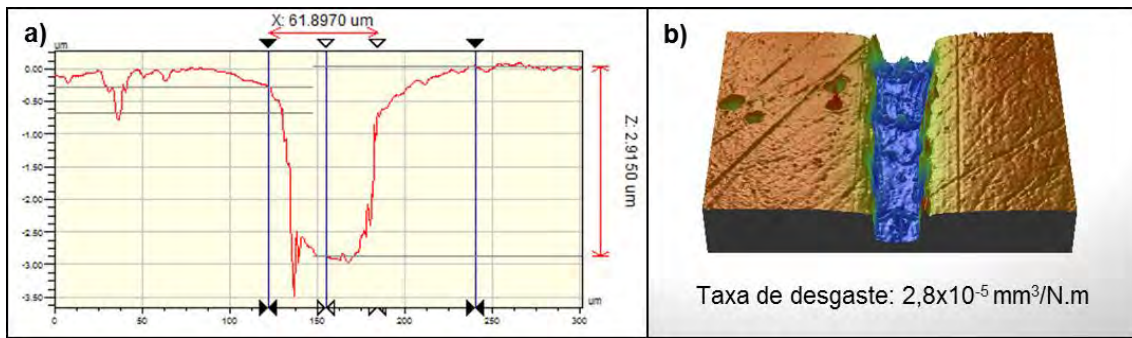 a)
X: 61.8970 um
um
0.00
-0.50
-1.00
-1.50
-2.00
-2.50
-3.00
-3.50
0
50
100
150
200
250
300
um
Z: 2.9150 um
b)
Taxa de desgaste: 2,8x10⁻⁵ mm³/N.m